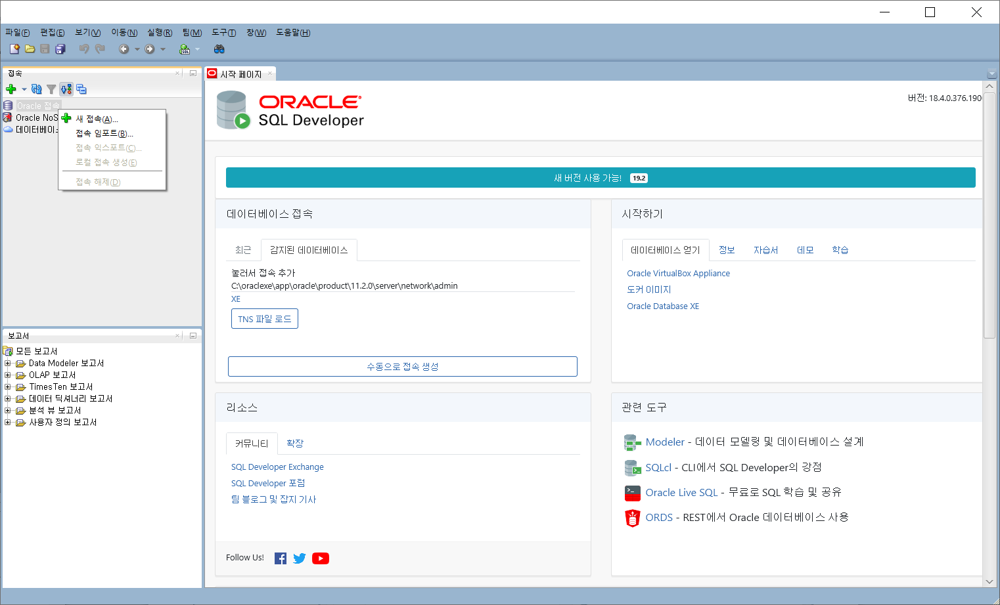 파일(F) 편집(E) 보기(V) 이동(N) 실행(R) 팀(M) 도구(T) 창(W) 도움말(H)
SQL
접속
Oracle 접속
Oracle NoS
데이터베이스
새 접속(A)...
접속 임포트(B)...
접속 익스포트(C)...
로컬 접속 생성(E)
접속 해제(D)
보고서
모든 보고서
Data Modeler 보고서
OLAP 보고서
TimesTen 보고서
데이터 딕셔너리 보고서
분석 뷰 보고서
사용자 정의 보고서
시작 페이지
ORACLE
SQL Developer
버전: 18.4.0.376.190
새 버전 사용 가능! 19.2
데이터베이스 접속
최근 감지된 데이터베이스
눌러서 접속 추가
C:\oraclexe\app\oracle\product\11.2.0\server\network\admin
XE
TNS 파일 로드
수동으로 접속 생성
시작하기
데이터베이스 얻기 정보 자습서 데모 학습
Oracle VirtualBox Appliance
도커 이미지
Oracle Database XE
리소스
커뮤니티 확장
SQL Developer Exchange
SQL Developer 포럼
팀 블로그 및 잡지 기사
Follow Us!
관련 도구
Modeler - 데이터 모델링 및 데이터베이스 설계
SQLcl - CLI에서 SQL Developer의 강점
Oracle Live SQL - 무료로 SQL 학습 및 공유
ORDS - REST에서 Oracle 데이터베이스 사용